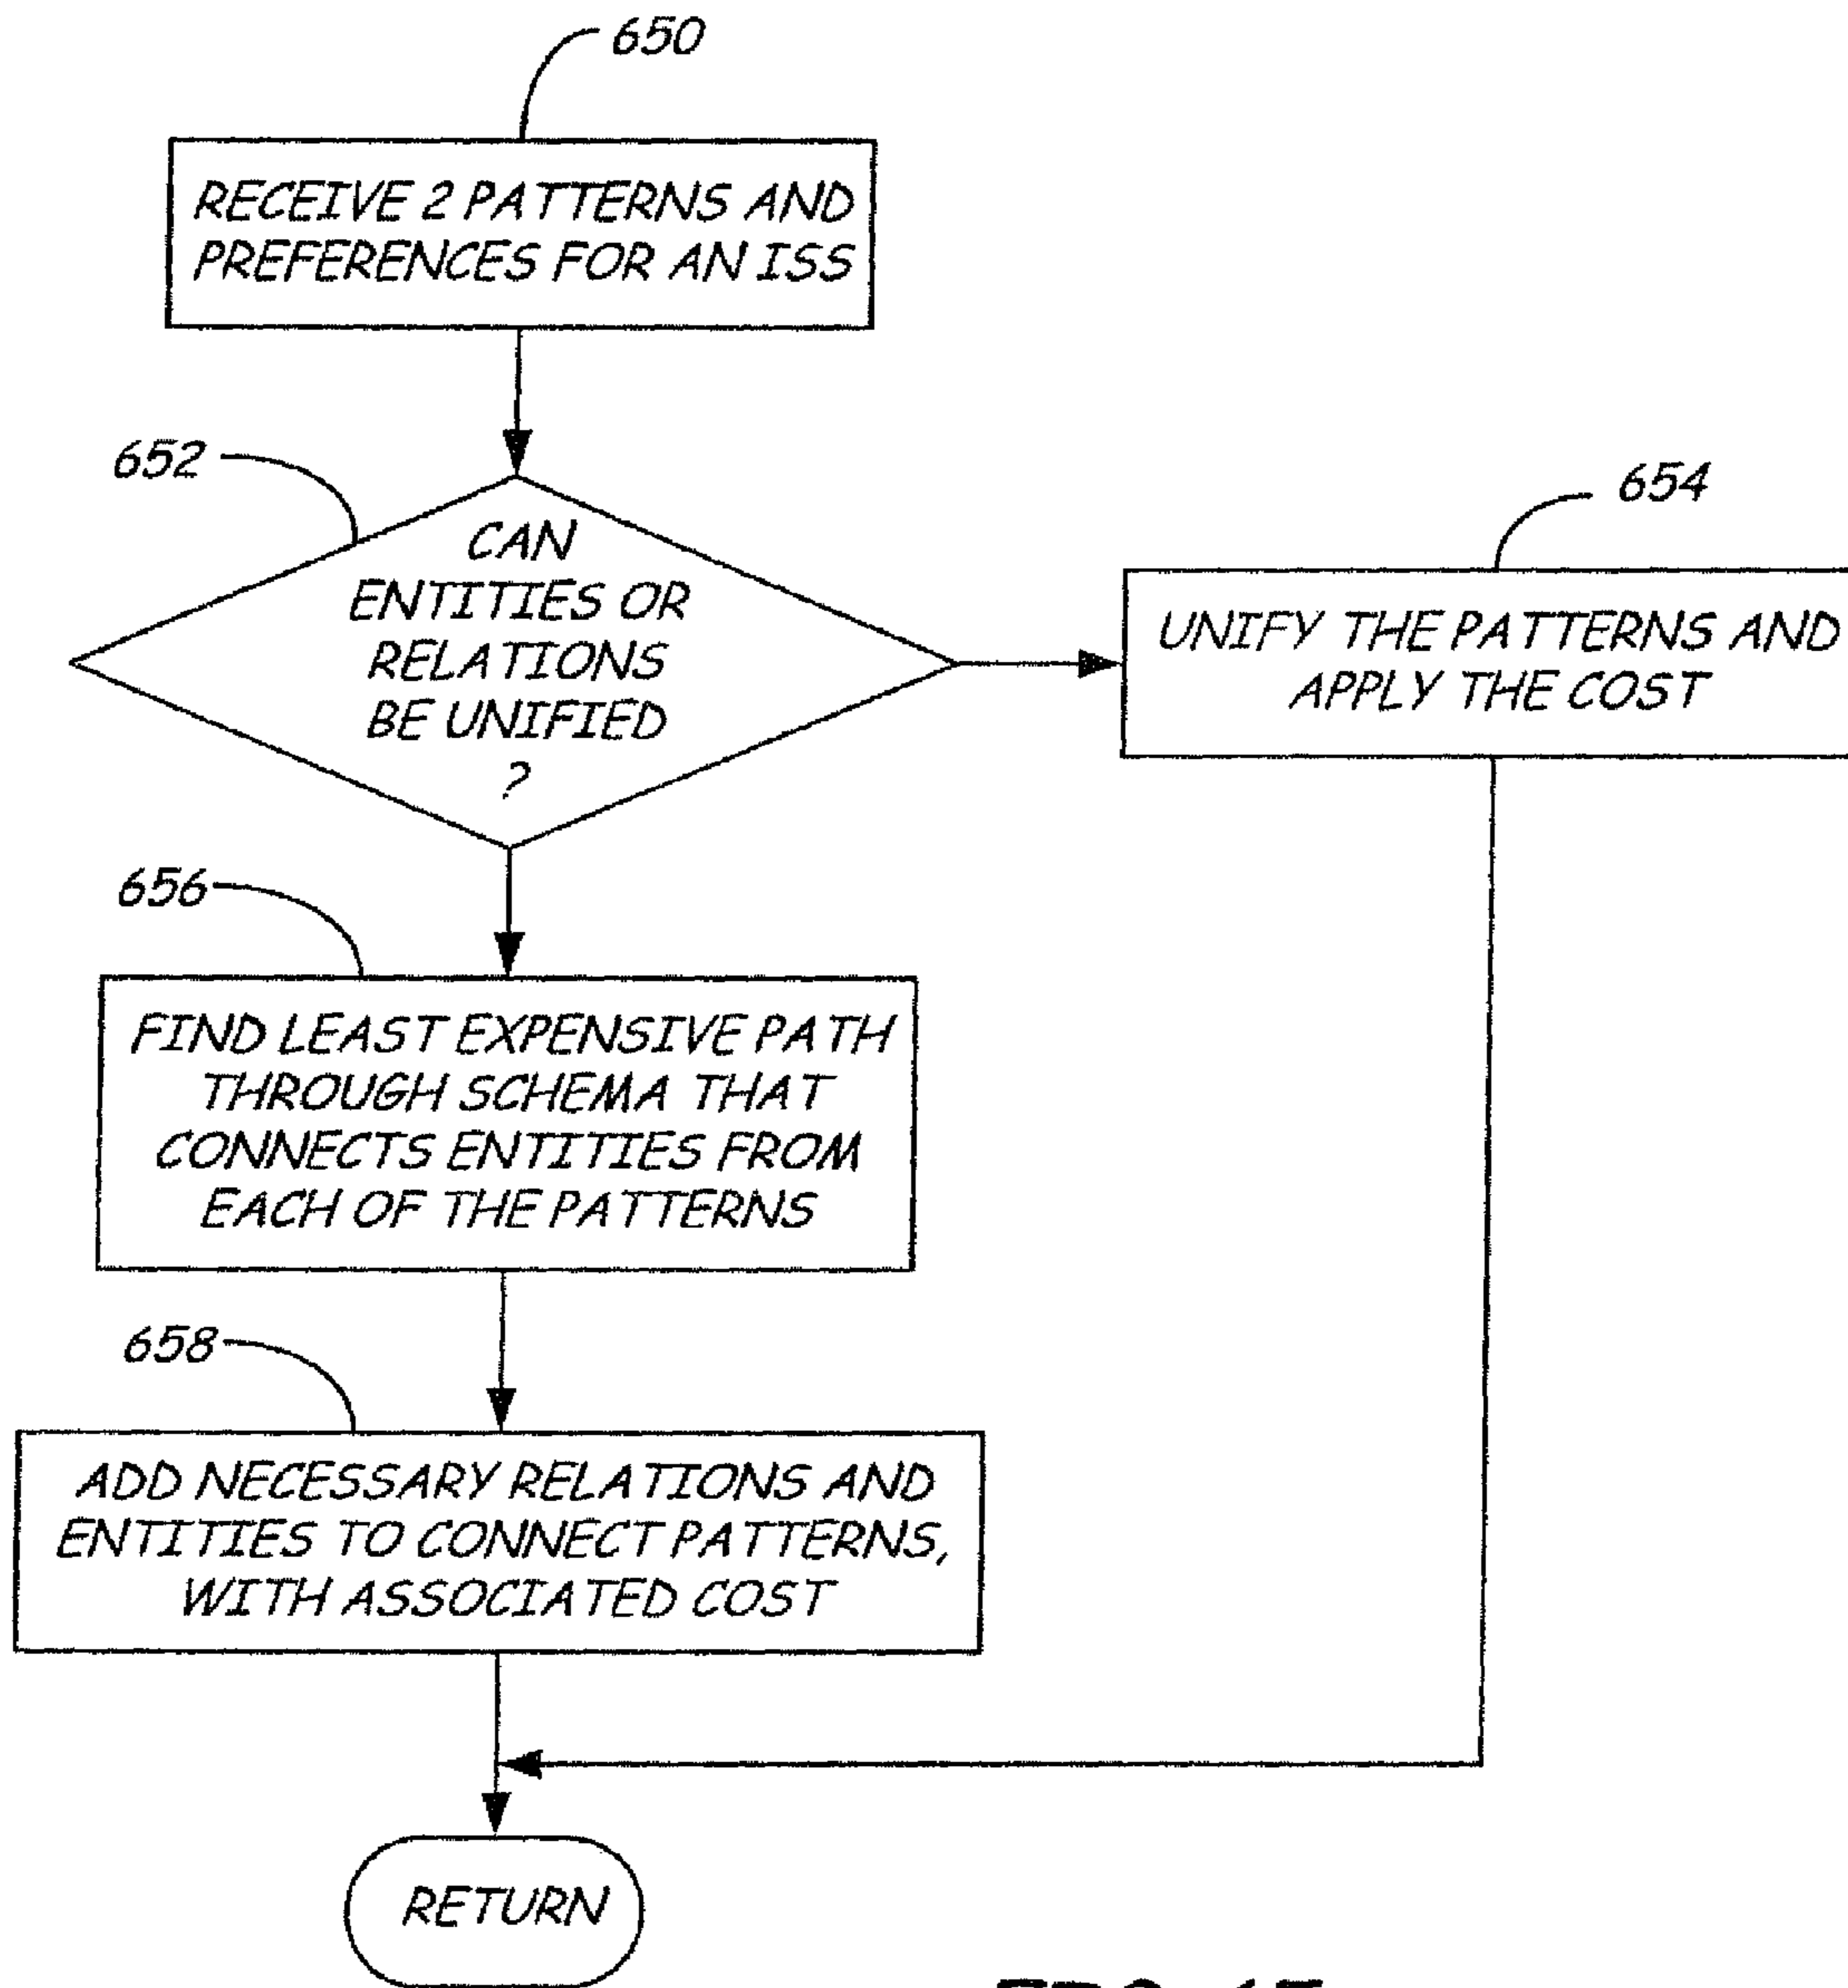 650
RECEIVE 2 PATTERNS AND
PREFERENCES FOR AN ISS
652
CAN
ENTITIES OR
RELATIONS
BE UNIFIED
?
654
UNIFY THE PATTERNS AND
APPLY THE COST
656
FIND LEAST EXPENSIVE PATH
THROUGH SCHEMA THAT
CONNECTS ENTITIES FROM
EACH OF THE PATTERNS
658
ADD NECESSARY RELATIONS AND
ENTITIES TO CONNECT PATTERNS,
WITH ASSOCIATED COST
RETURN